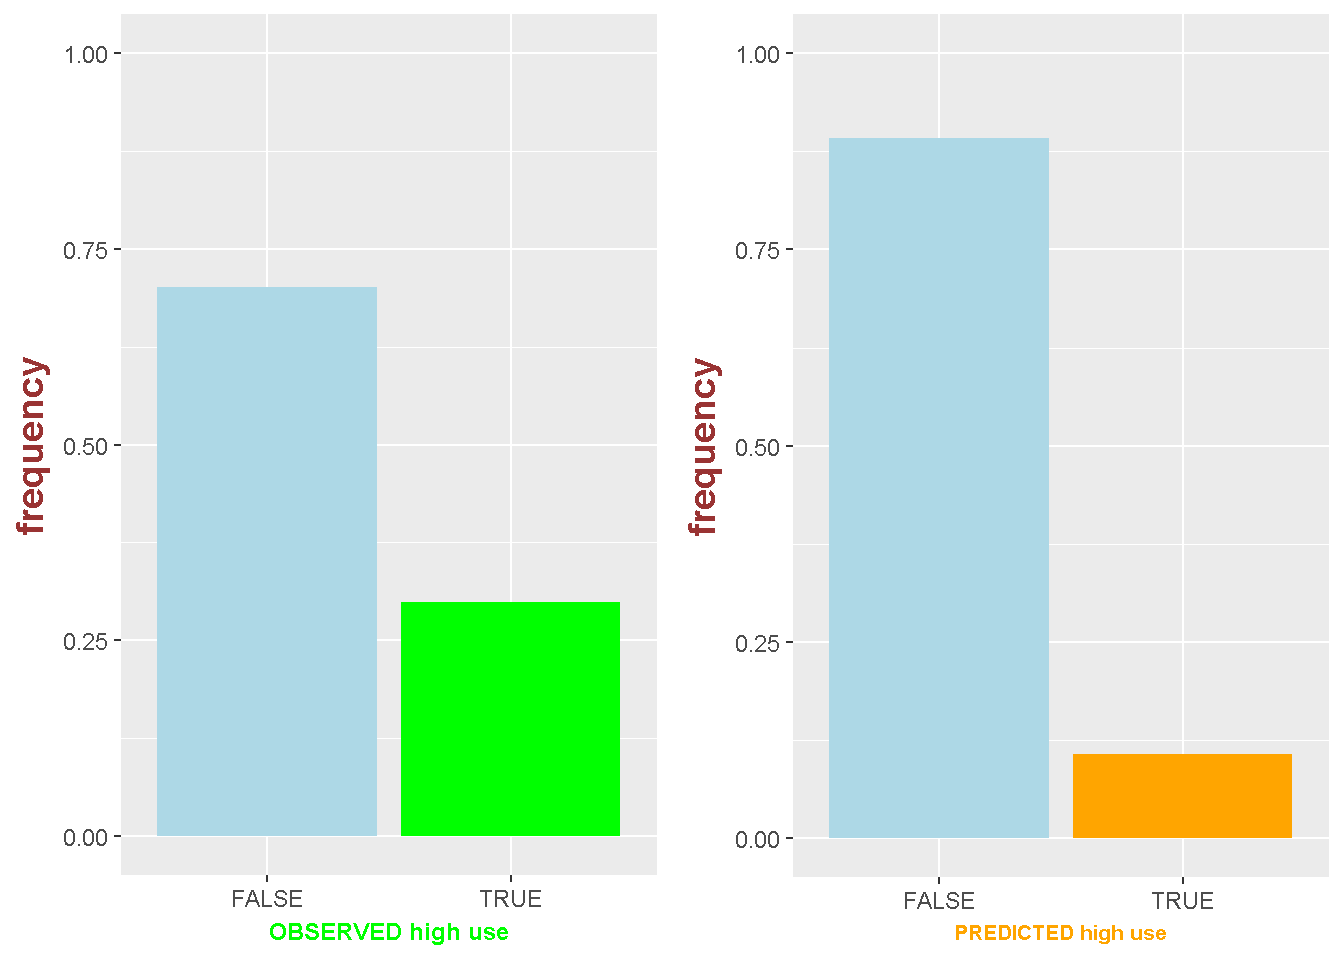 frequency
1.00
0.75
0.50
0.25
0.00
FALSE TRUE
OBSERVED high use
frequency
1.00
0.75
0.50
0.25
0.00
FALSE TRUE
PREDICTED high use